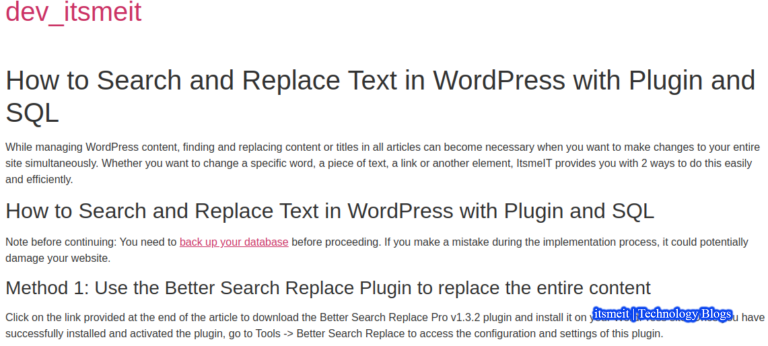 dev_itsmeit
How to Search and Replace Text in WordPress with Plugin and
SQL
While managing WordPress content, finding and replacing content or titles in all articles can become necessary when you want to make changes to your entire
site simultaneously. Whether you want to change a specific word, a piece of text, a link or another element, ItsmeIT provides you with 2 ways to do this easily
and efficiently.
How to Search and Replace Text in WordPress with Plugin and SQL
Note before continuing: You need to back up your database before proceeding. If you make a mistake during the implementation process, it could potentially
damage your website.
Method 1: Use the Better Search Replace Plugin to replace the entire content
Click on the link provided at the end of the article to download the Better Search Replace Pro v1.3.2 plugin and install it on have
itsmeit | Technology Blogs
successfully installed and activated the plugin, go to Tools -> Better Search Replace to access the configuration and settings of this plugin.